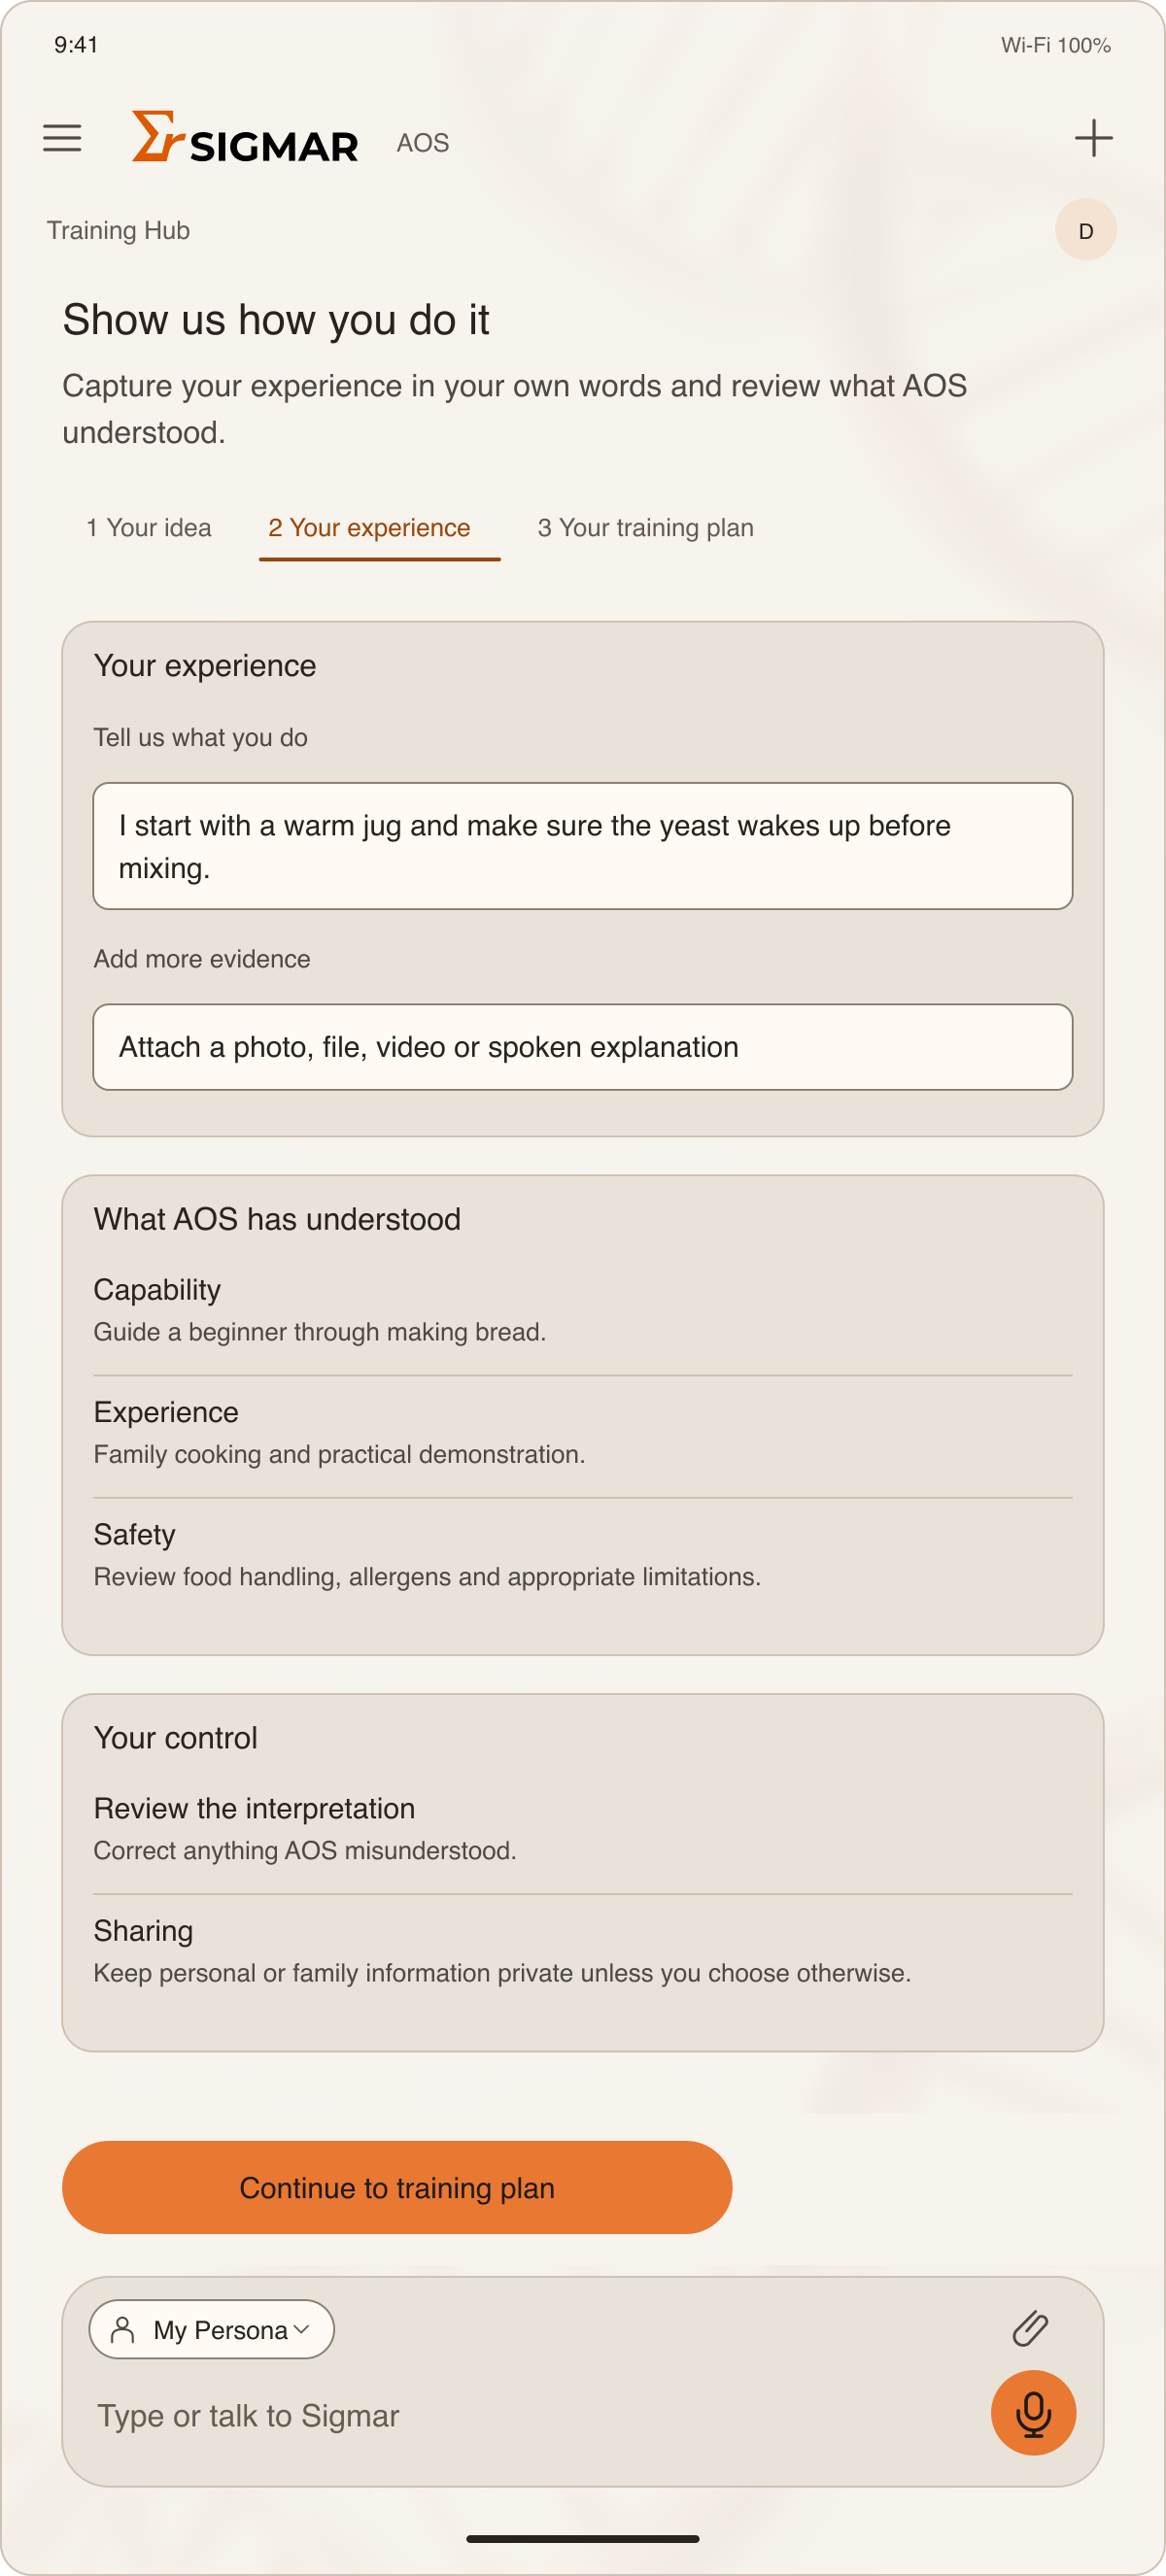 9:41
Wi-Fi 100%
Σr SIGMAR AOS
Training Hub
D
Show us how you do it
Capture your experience in your own words and review what AOS
understood.
1 Your idea
2 Your experience
3 Your training plan
Your experience
Tell us what you do
I start with a warm jug and make sure the yeast wakes up before
mixing.
Add more evidence
Attach a photo, file, video or spoken explanation
What AOS has understood
Capability
Guide a beginner through making bread.
Experience
Family cooking and practical demonstration.
Safety
Review food handling, allergens and appropriate limitations.
Your control
Review the interpretation
Correct anything AOS misunderstood.
Sharing
Keep personal or family information private unless you choose otherwise.
Continue to training plan
My Persona
Type or talk to Sigmar